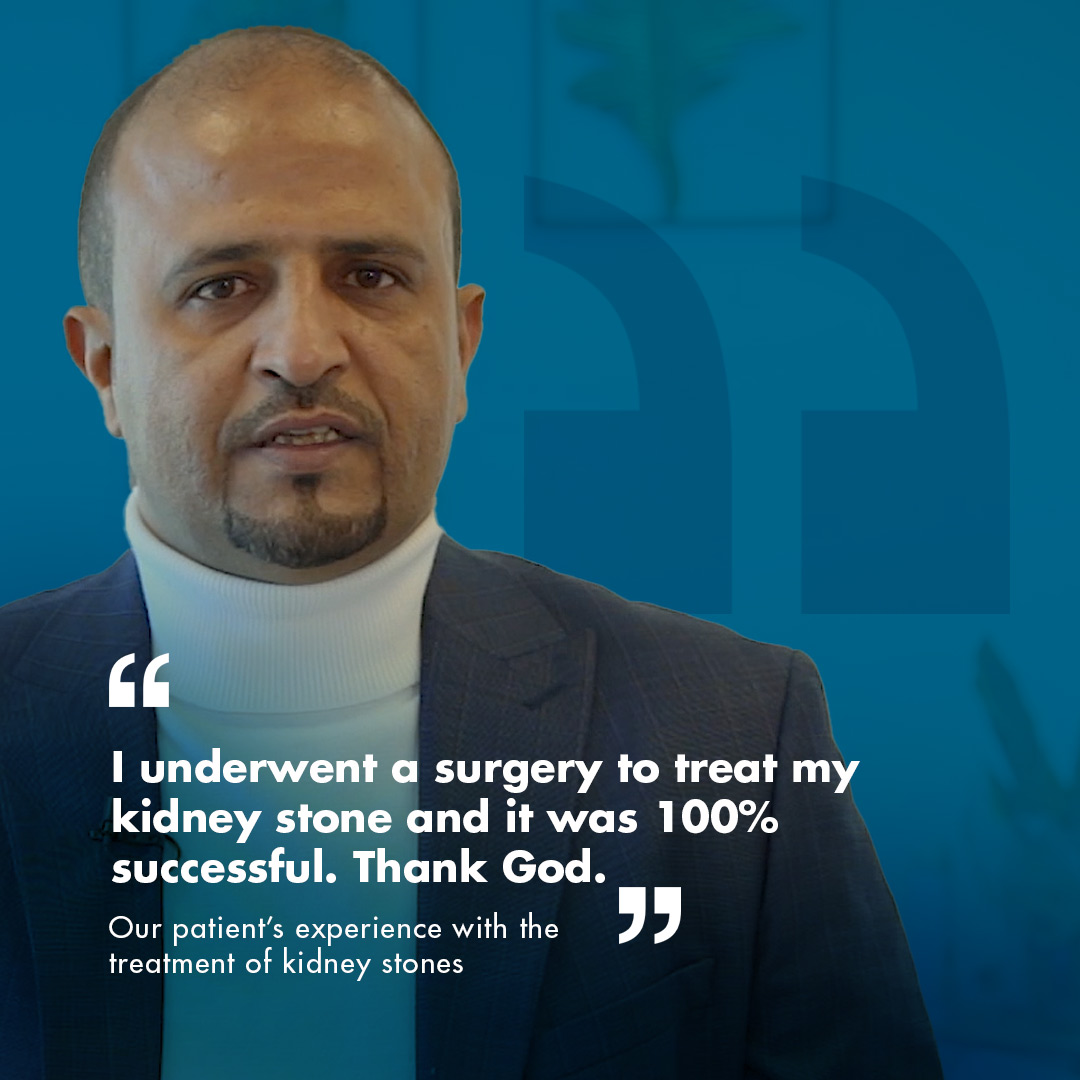 “
I underwent a surgery to treat my
kidney stone and it was 100%
successful. Thank God.
”
Our patient’s experience with the
treatment of kidney stones